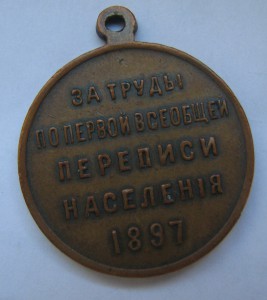 ЗА ТРУДЫ
ПО ПЕРВОЙ ВСЕОБЩЕЙ
ПЕРЕПИСИ
НАСЕЛЕНІЯ
1897